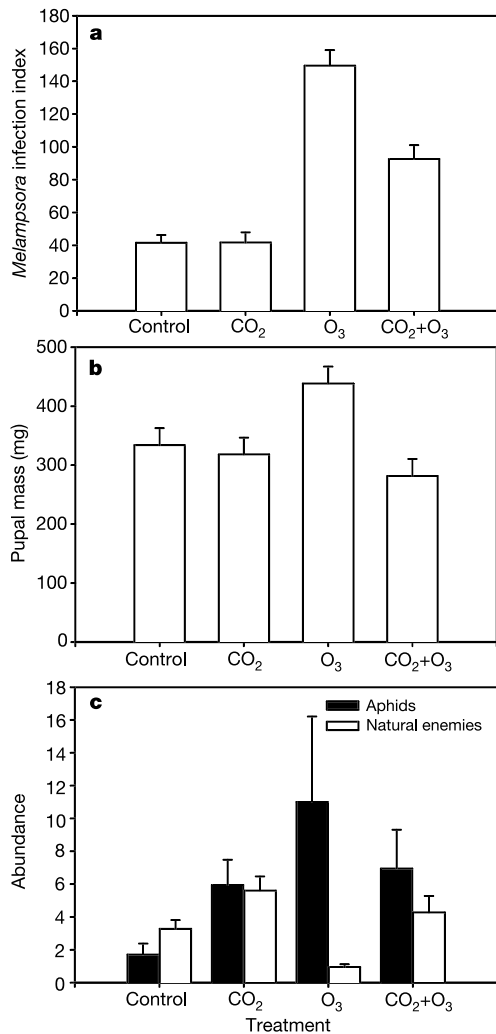 a
Melampsora infection index
180
160
140
120
100
80
60
40
20
0
Control CO₂ O₃ CO₂+O₃
b
Pupal mass (mg)
500
400
300
200
100
0
Control CO₂ O₃ CO₂+O₃
c
Aphids
Natural enemies
Abundance
18
16
14
12
10
8
6
4
2
0
Control CO₂ O₃ CO₂+O₃
Treatment